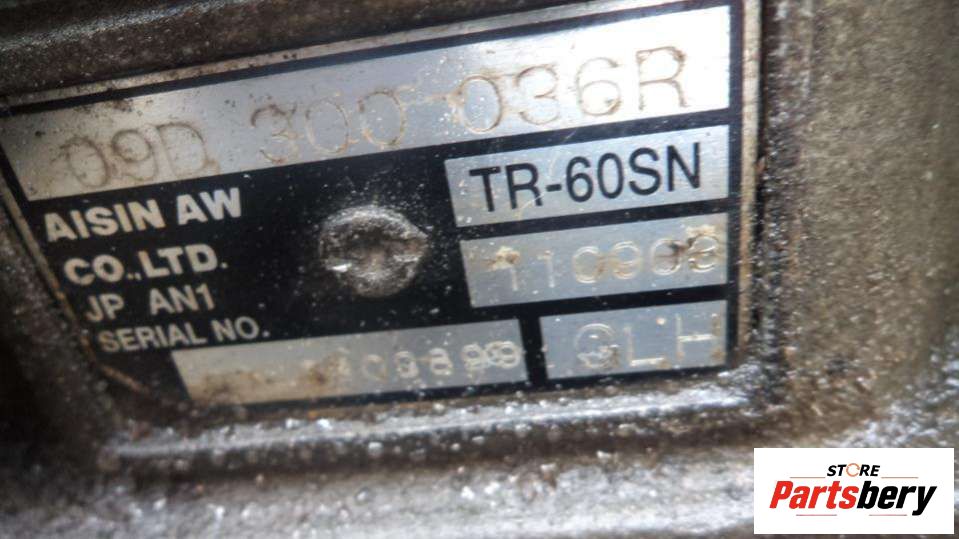 09D 300 036R
AISIN AW
TR-60SN
CO.,LTD.
JP AN1
SERIAL NO.
GLH
STORE
Partsbery